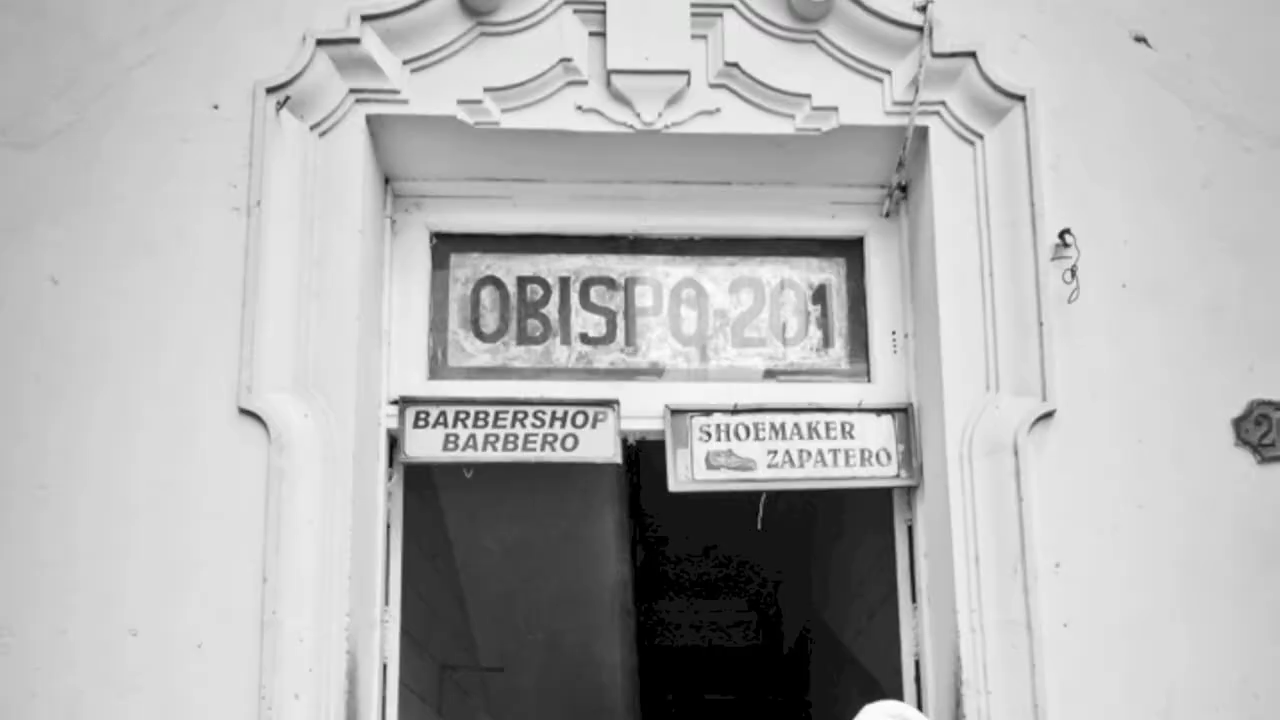 OBISPO-201
BARBERSHOP
BARBERO
SHOEMAKER
ZAPATERO